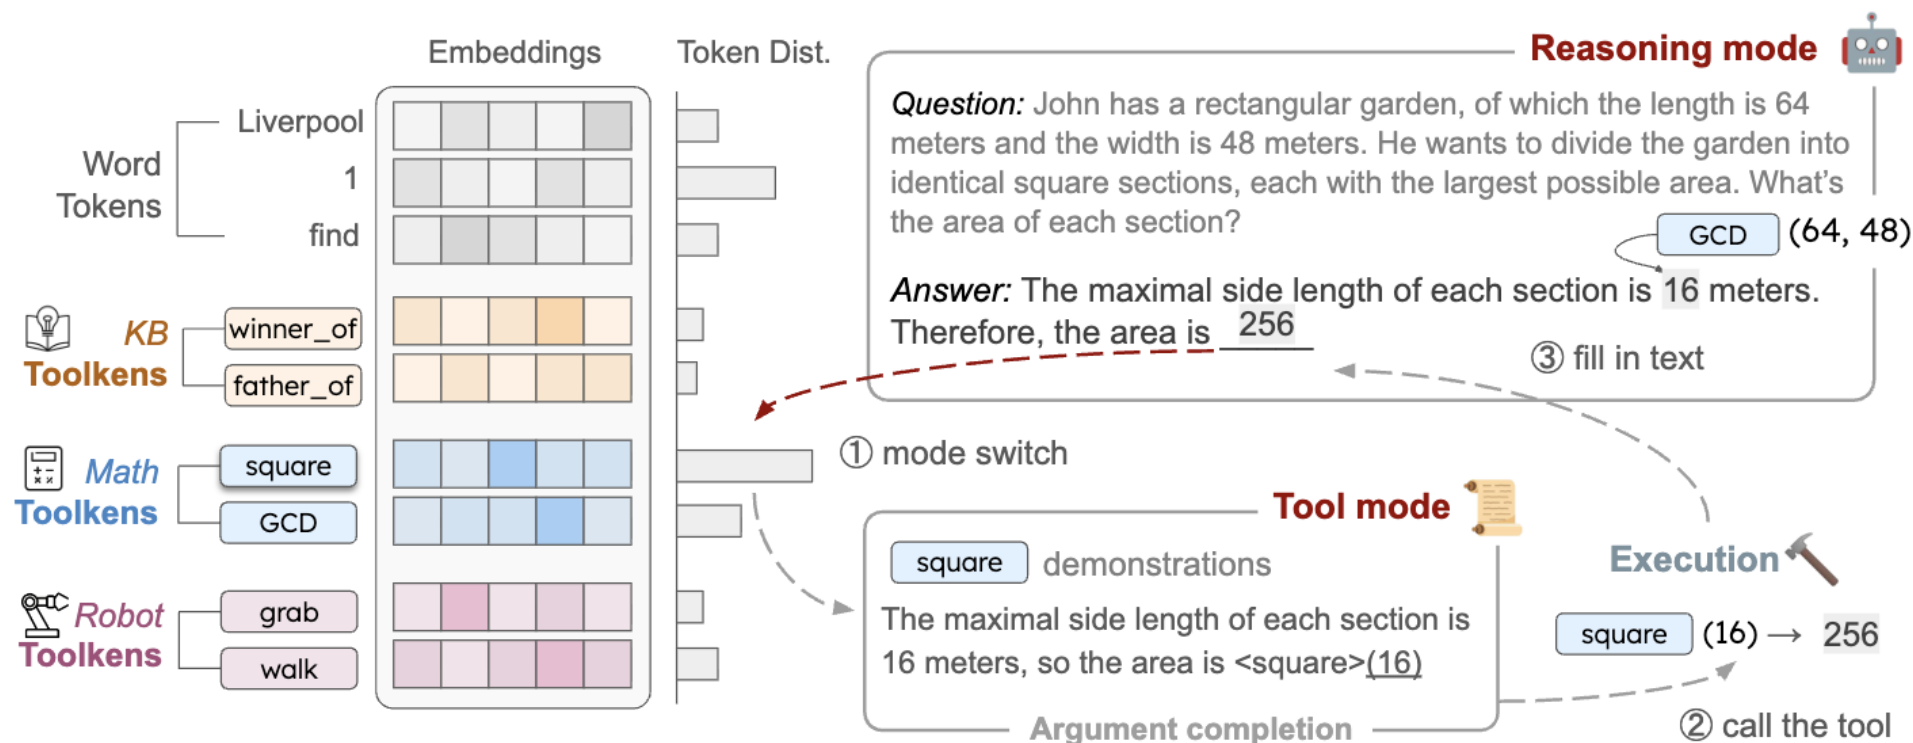 Embeddings
Token Dist.
Word
Tokens
Liverpool
1
find
KB
Toolkens
winner_of
father_of
Math
Toolkens
square
GCD
Robot
Toolkens
grab
walk
Reasoning mode
Question: John has a rectangular garden, of which the length is 64
meters and the width is 48 meters. He wants to divide the garden into
identical square sections, each with the largest possible area. What's
the area of each section?
GCD (64, 48)
Answer: The maximal side length of each section is 16 meters.
Therefore, the area is 256
③ fill in text
① mode switch
Tool mode
square demonstrations
The maximal side length of each section is
16 meters, so the area is <square>(16)
Argument completion
Execution
square (16) → 256
② call the tool